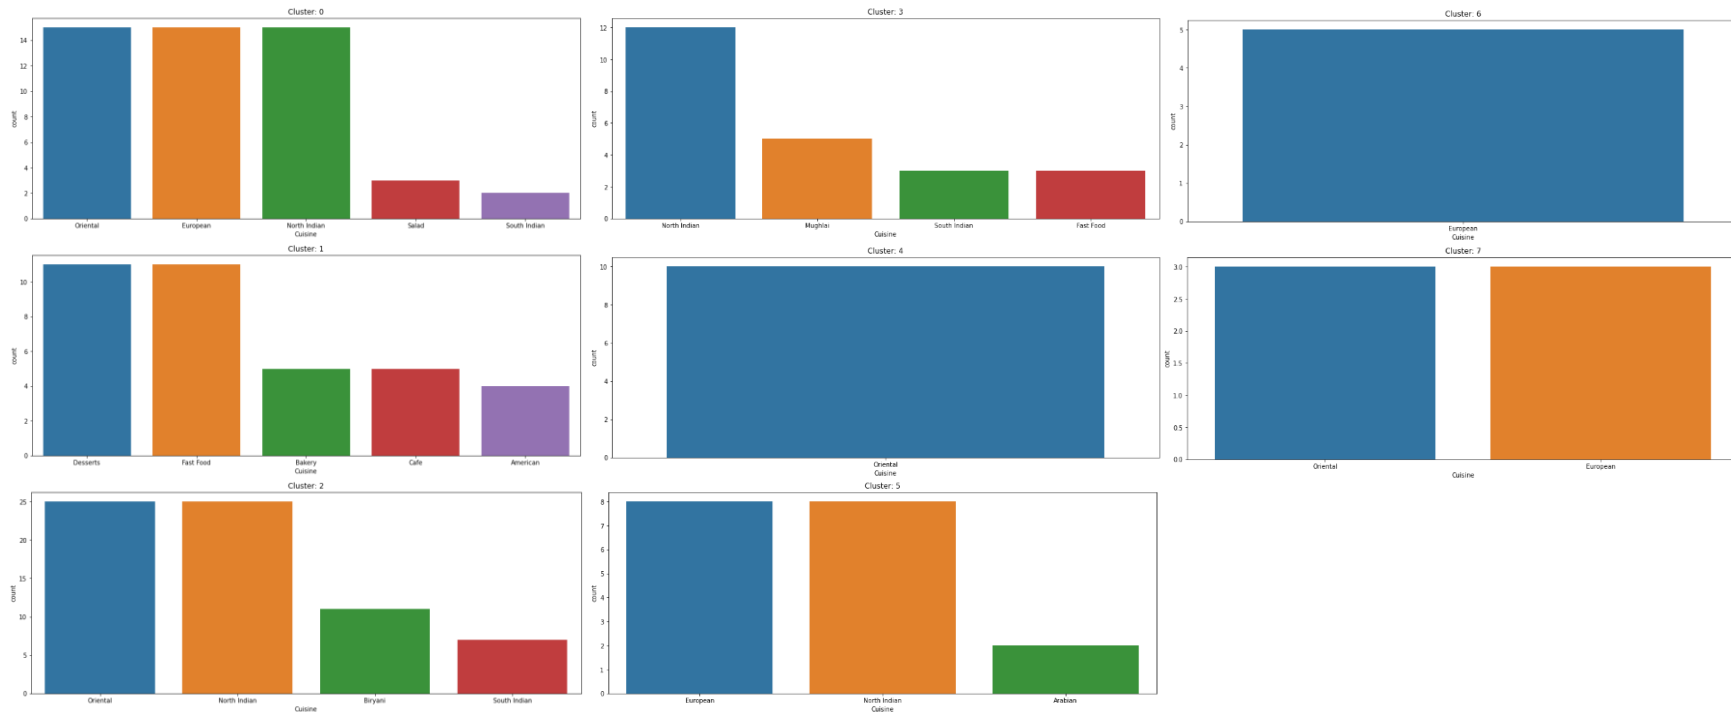 Cluster: 0
14
12
10
8
6
4
2
0
count
Oriental European North Indian Salad South Indian
Cuisine
Cluster: 1
10
8
6
4
2
0
count
Desserts Fast Food Bakery Cafe American
Cuisine
Cluster: 2
25
20
15
10
5
0
count
Oriental North Indian Biryani South Indian
Cuisine
Cluster: 3
12
10
8
6
4
2
0
count
North Indian Mughlai South Indian Fast Food
Cuisine
Cluster: 4
10
8
6
4
2
0
count
Oriental
Cuisine
Cluster: 5
8
7
6
5
4
3
2
1
0
count
European North Indian Arabian
Cuisine
Cluster: 6
5
4
3
2
1
0
count
European
Cuisine
Cluster: 7
3.0
2.5
2.0
1.5
1.0
0.5
0.0
count
Oriental European
Cuisine